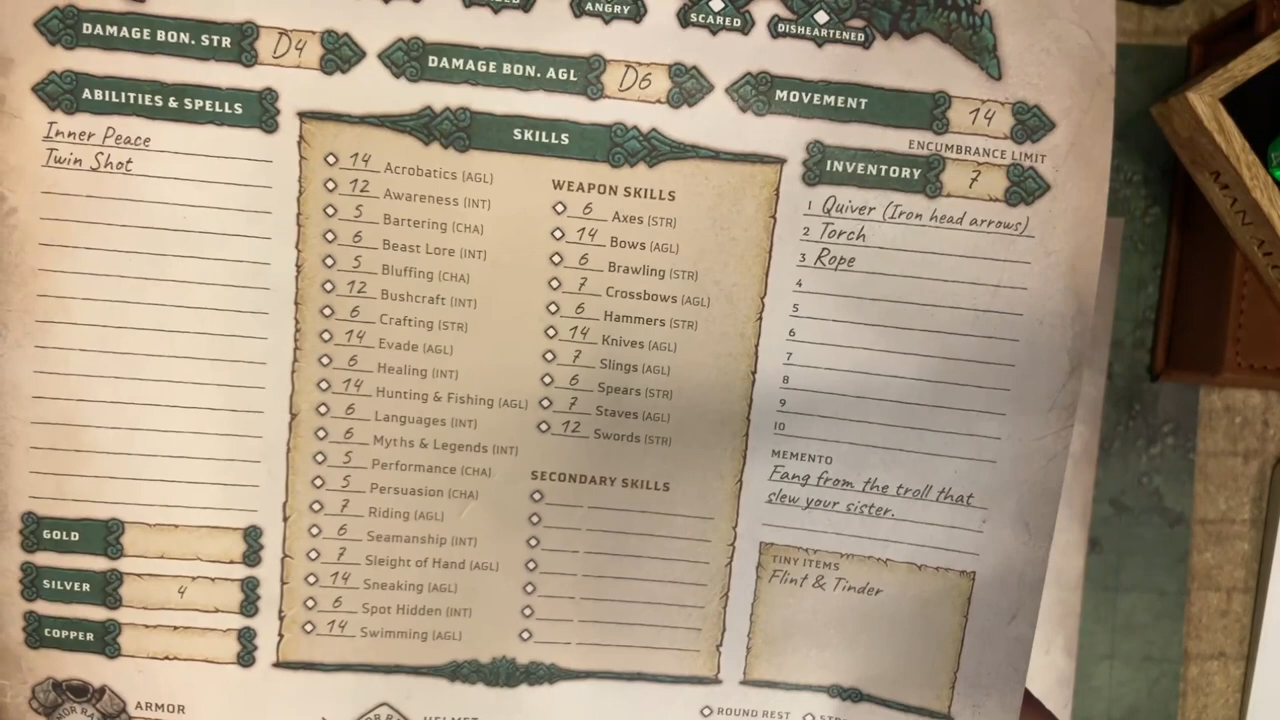 ANGRY
SCARED
DISHEARTENED
DAMAGE BON. STR D4
DAMAGE BON. AGL D6
MOVEMENT 14
ABILITIES & SPELLS
Inner Peace
Twin Shot
SKILLS
14 Acrobatics (AGL)
12 Awareness (INT)
5 Bartering (CHA)
6 Beast Lore (INT)
5 Bluffing (CHA)
12 Bushcraft (INT)
6 Crafting (STR)
14 Evade (AGL)
6 Healing (INT)
14 Hunting & Fishing (AGL)
6 Languages (INT)
6 Myths & Legends (INT)
5 Performance (CHA)
5 Persuasion (CHA)
7 Riding (AGL)
6 Seamanship (INT)
7 Sleight of Hand (AGL)
14 Sneaking (AGL)
6 Spot Hidden (INT)
14 Swimming (AGL)
WEAPON SKILLS
6 Axes (STR)
14 Bows (AGL)
6 Brawling (STR)
7 Crossbows (AGL)
6 Hammers (STR)
14 Knives (AGL)
7 Slings (AGL)
6 Spears (STR)
7 Staves (AGL)
12 Swords (STR)
SECONDARY SKILLS
ENCUMBRANCE LIMIT
INVENTORY 7
1 Quiver (Iron head arrows)
2 Torch
3 Rope
4
5
6
7
8
9
10
MEMENTO
Fang from the troll that
slew your sister.
TINY ITEMS
Flint & Tinder
GOLD
SILVER 4
COPPER
ARMOR
ROUND REST
MAN